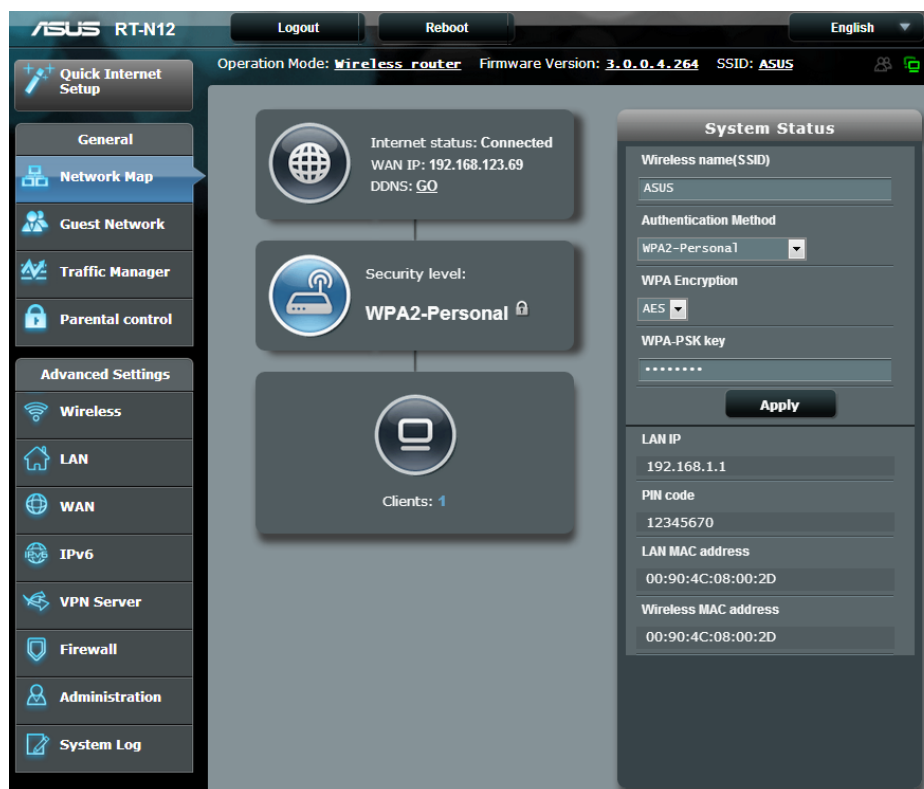 ASUS RT-N12
Logout
Reboot
English
Quick Internet Setup
Operation Mode: Wireless router Firmware Version: 3.0.0.4.264 SSID: ASUS
General
Network Map
Guest Network
Traffic Manager
Parental control
Advanced Settings
Wireless
LAN
WAN
IPv6
VPN Server
Firewall
Administration
System Log
Internet status: Connected
WAN IP: 192.168.123.69
DDNS: GO
Security level:
WPA2-Personal
Clients: 1
System Status
Wireless name(SSID)
ASUS
Authentication Method
WPA2-Personal
WPA Encryption
AES
WPA-PSK key
••••••••
Apply
LAN IP
192.168.1.1
PIN code
12345670
LAN MAC address
00:90:4C:08:00:2D
Wireless MAC address
00:90:4C:08:00:2D